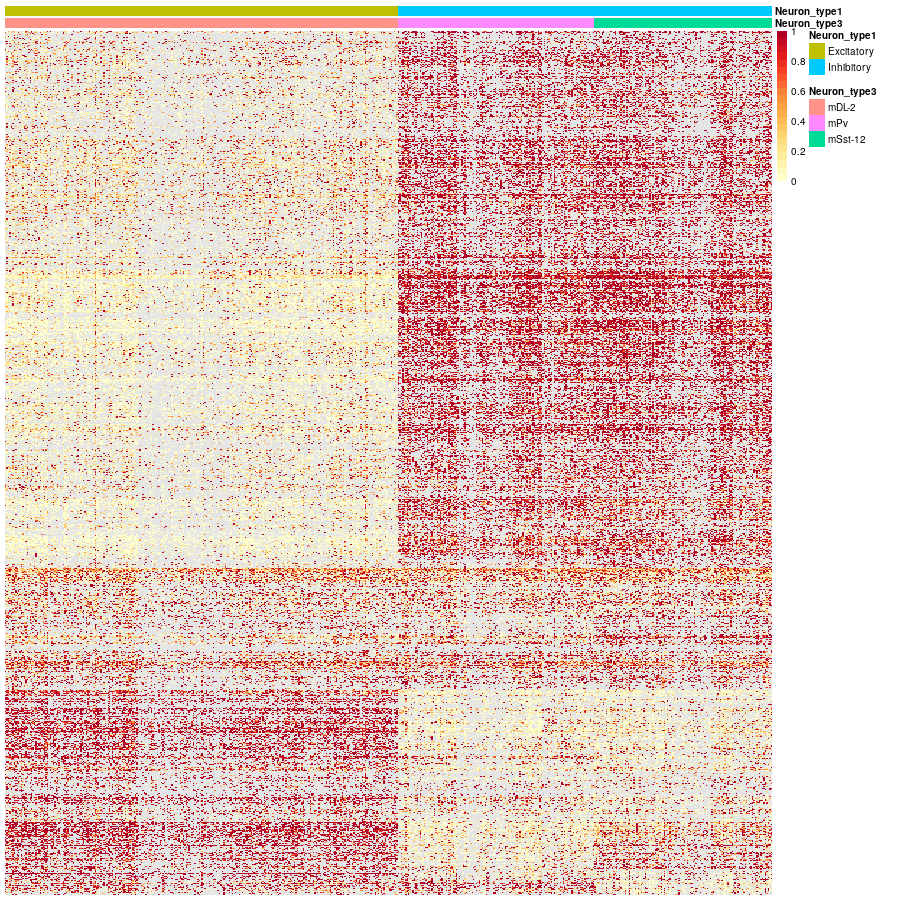 Neuron_type1
Neuron_type3
1
0.8
0.6
0.4
0.2
0
Neuron_type1
Excitatory
Inhibitory
Neuron_type3
mDL-2
mPv
mSst-12